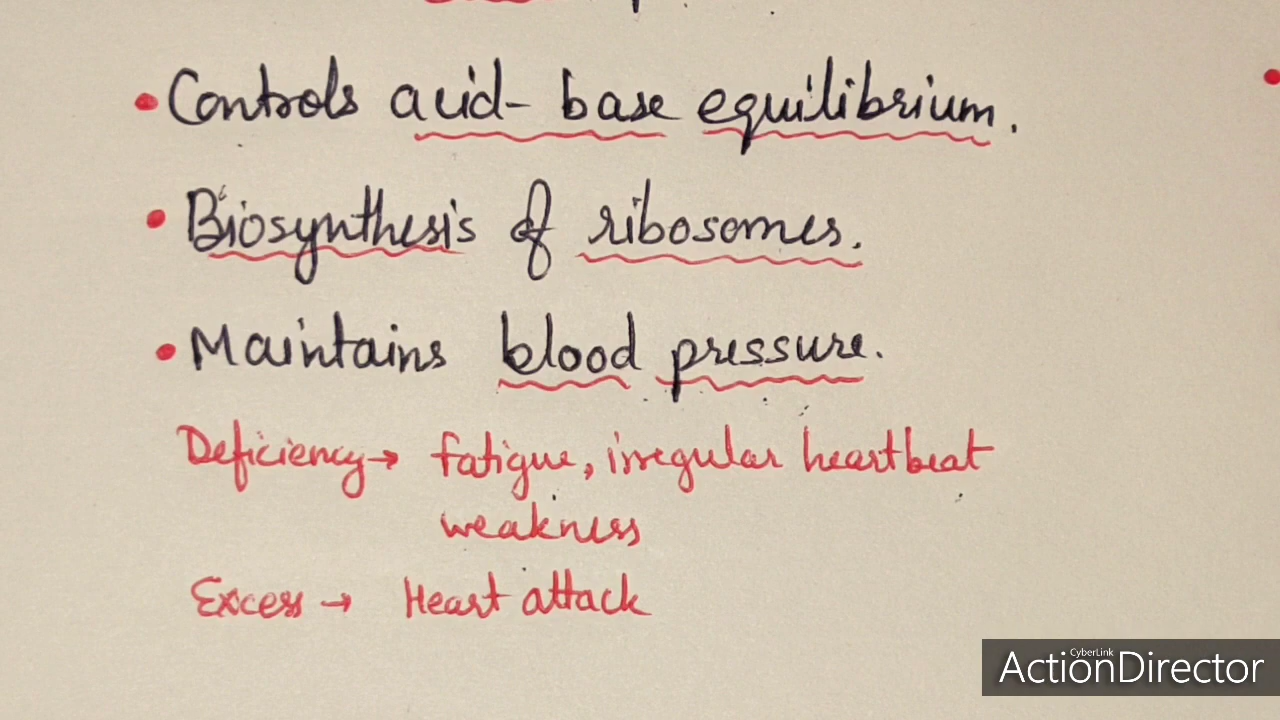 • Controls acid-base equilibrium.
• Biosynthesis of ribosomes.
• Maintains blood pressure.
Deficiency → fatigue, irregular heartbeat
weakness
Excess → Heart attack
CyberLink
ActionDirector